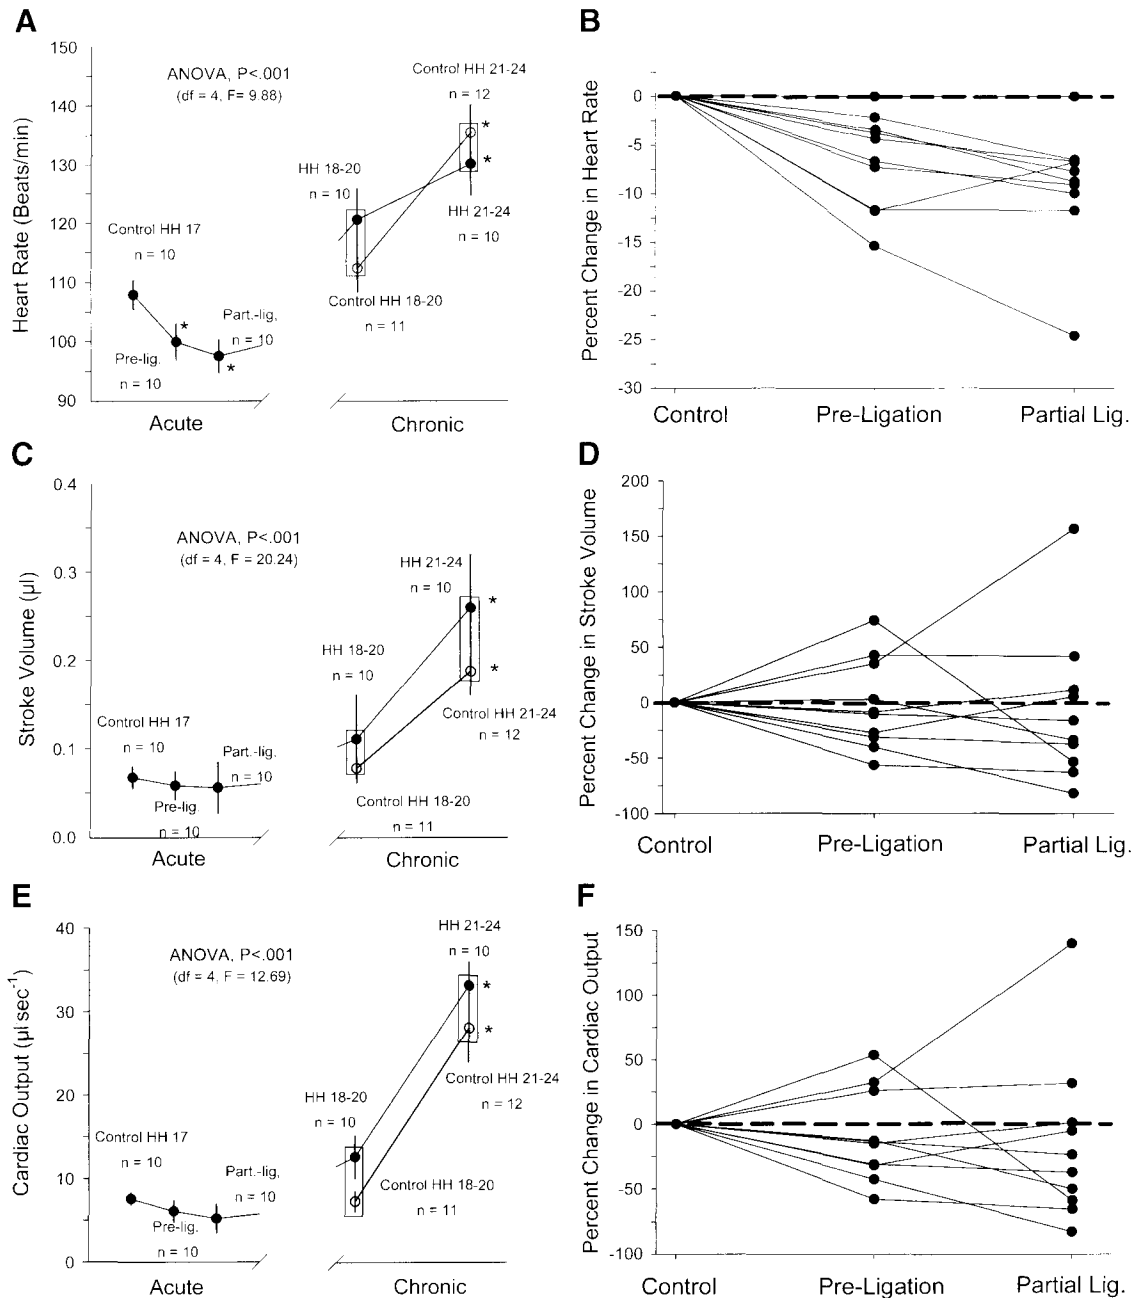 A
150
140
130
120
110
100
90
Heart Rate (Beats/min)
ANOVA, P<.001
(df = 4, F= 9.88)
Control HH 21-24
n = 12
*
*
HH 18-20
n = 10
HH 21-24
n = 10
Control HH 17
n = 10
Control HH 18-20
n = 11
*
Part.-lig.
n = 10
*
Pre-lig.
n = 10
Acute
Chronic
B
0
-5
-10
-15
-20
-25
-30
Percent Change in Heart Rate
Control
Pre-Ligation
Partial Lig.
C
0.4
0.3
0.2
0.1
0.0
Stroke Volume (µl)
ANOVA, P<.001
(df = 4, F = 20.24)
HH 21-24
n = 10
*
*
HH 18-20
n = 10
Control HH 21-24
n = 12
Control HH 17
n = 10
Part.-lig.
n = 10
Pre-lig.
n = 10
Control HH 18-20
n = 11
Acute
Chronic
D
200
150
100
50
0
-50
-100
Percent Change in Stroke Volume
Control
Pre-Ligation
Partial Lig.
E
40
30
20
10
0
Cardiac Output (µl sec⁻¹)
ANOVA, P<.001
(df = 4, F = 12.69)
HH 21-24
n = 10
*
*
HH 18-20
n = 10
Control HH 21-24
n = 12
Control HH 17
n = 10
Part.-lig.
n = 10
Pre-lig.
n = 10
Control HH 18-20
n = 11
Acute
Chronic
F
150
100
50
0
-50
-100
Percent Change in Cardiac Output
Control
Pre-Ligation
Partial Lig.